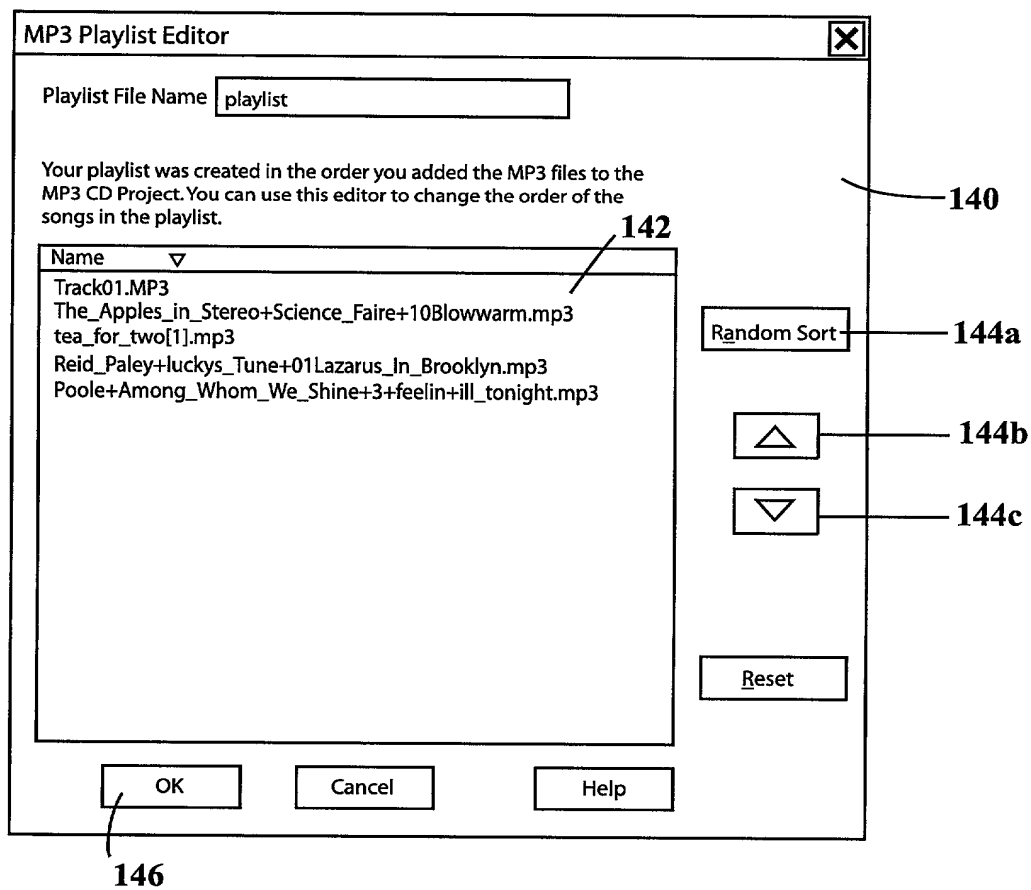 MP3 Playlist Editor
Playlist File Name playlist
Your playlist was created in the order you added the MP3 files to the
MP3 CD Project. You can use this editor to change the order of the
songs in the playlist.
140
142
Name
Track01.MP3
The_Apples_in_Stereo+Science_Faire+10Blowwarm.mp3
tea_for_two[1].mp3
Reid_Paley+luckys_Tune+01Lazarus_In_Brooklyn.mp3
Poole+Among_Whom_We_Shine+3+feelin+ill_tonight.mp3
Random Sort 144a
144b
144c
Reset
OK Cancel Help
146